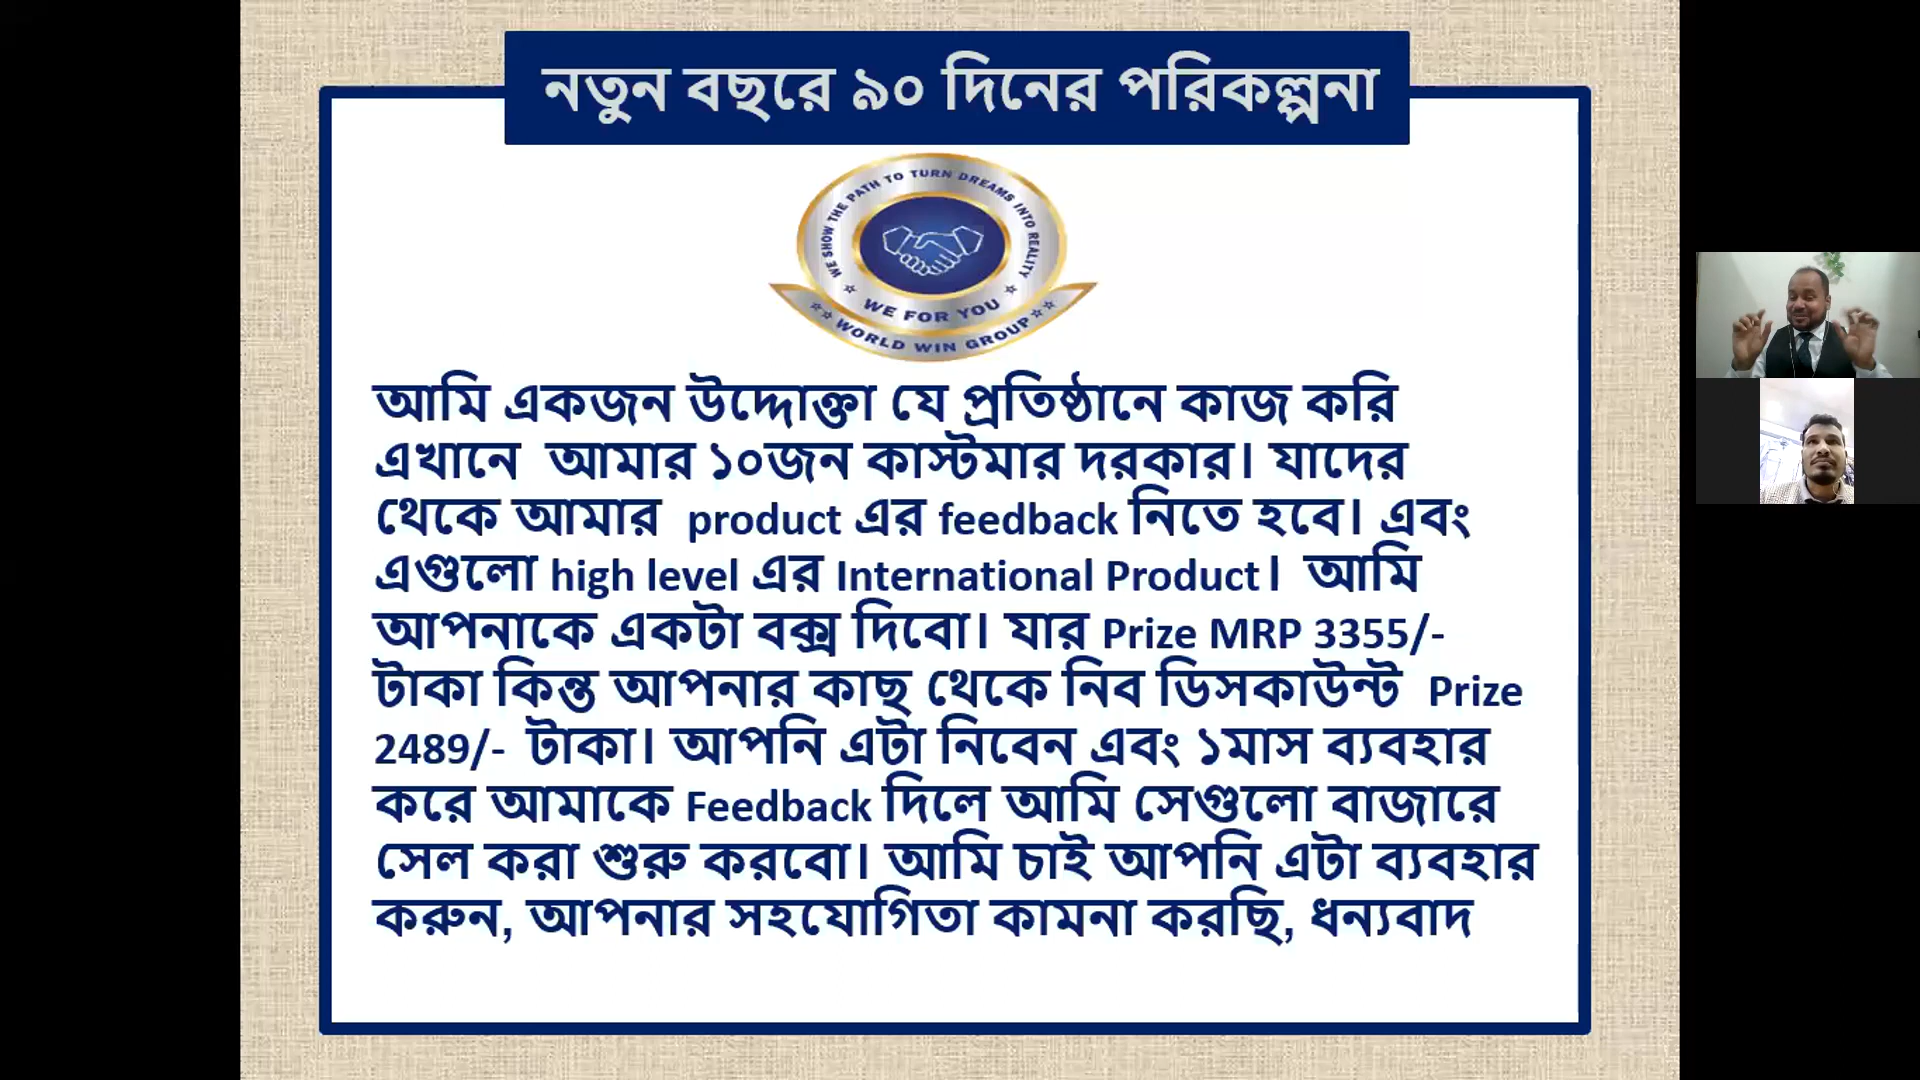 নতুন বছরে ৯০ দিনের পরিকল্পনা
WE SHOW THE PATH TO TURN DREAMS INTO REALITY
WE FOR YOU
WORLD WIN GROUP
আমি একজন উদ্দোক্তা যে প্রতিষ্ঠানে কাজ করি
এখানে আমার ১০জন কাস্টমার দরকার। যাদের
থেকে আমার product এর feedback নিতে হবে। এবং
এগুলো high level এর International Product। আমি
আপনাকে একটা বক্স দিবো। যার Prize MRP 3355/-
টাকা কিন্ত আপনার কাছ থেকে নিব ডিসকাউন্ট Prize
2489/- টাকা। আপনি এটা নিবেন এবং ১মাস ব্যবহার
করে আমাকে Feedback দিলে আমি সেগুলো বাজারে
সেল করা শুরু করবো। আমি চাই আপনি এটা ব্যবহার
করুন, আপনার সহযোগিতা কামনা করছি, ধন্যবাদ